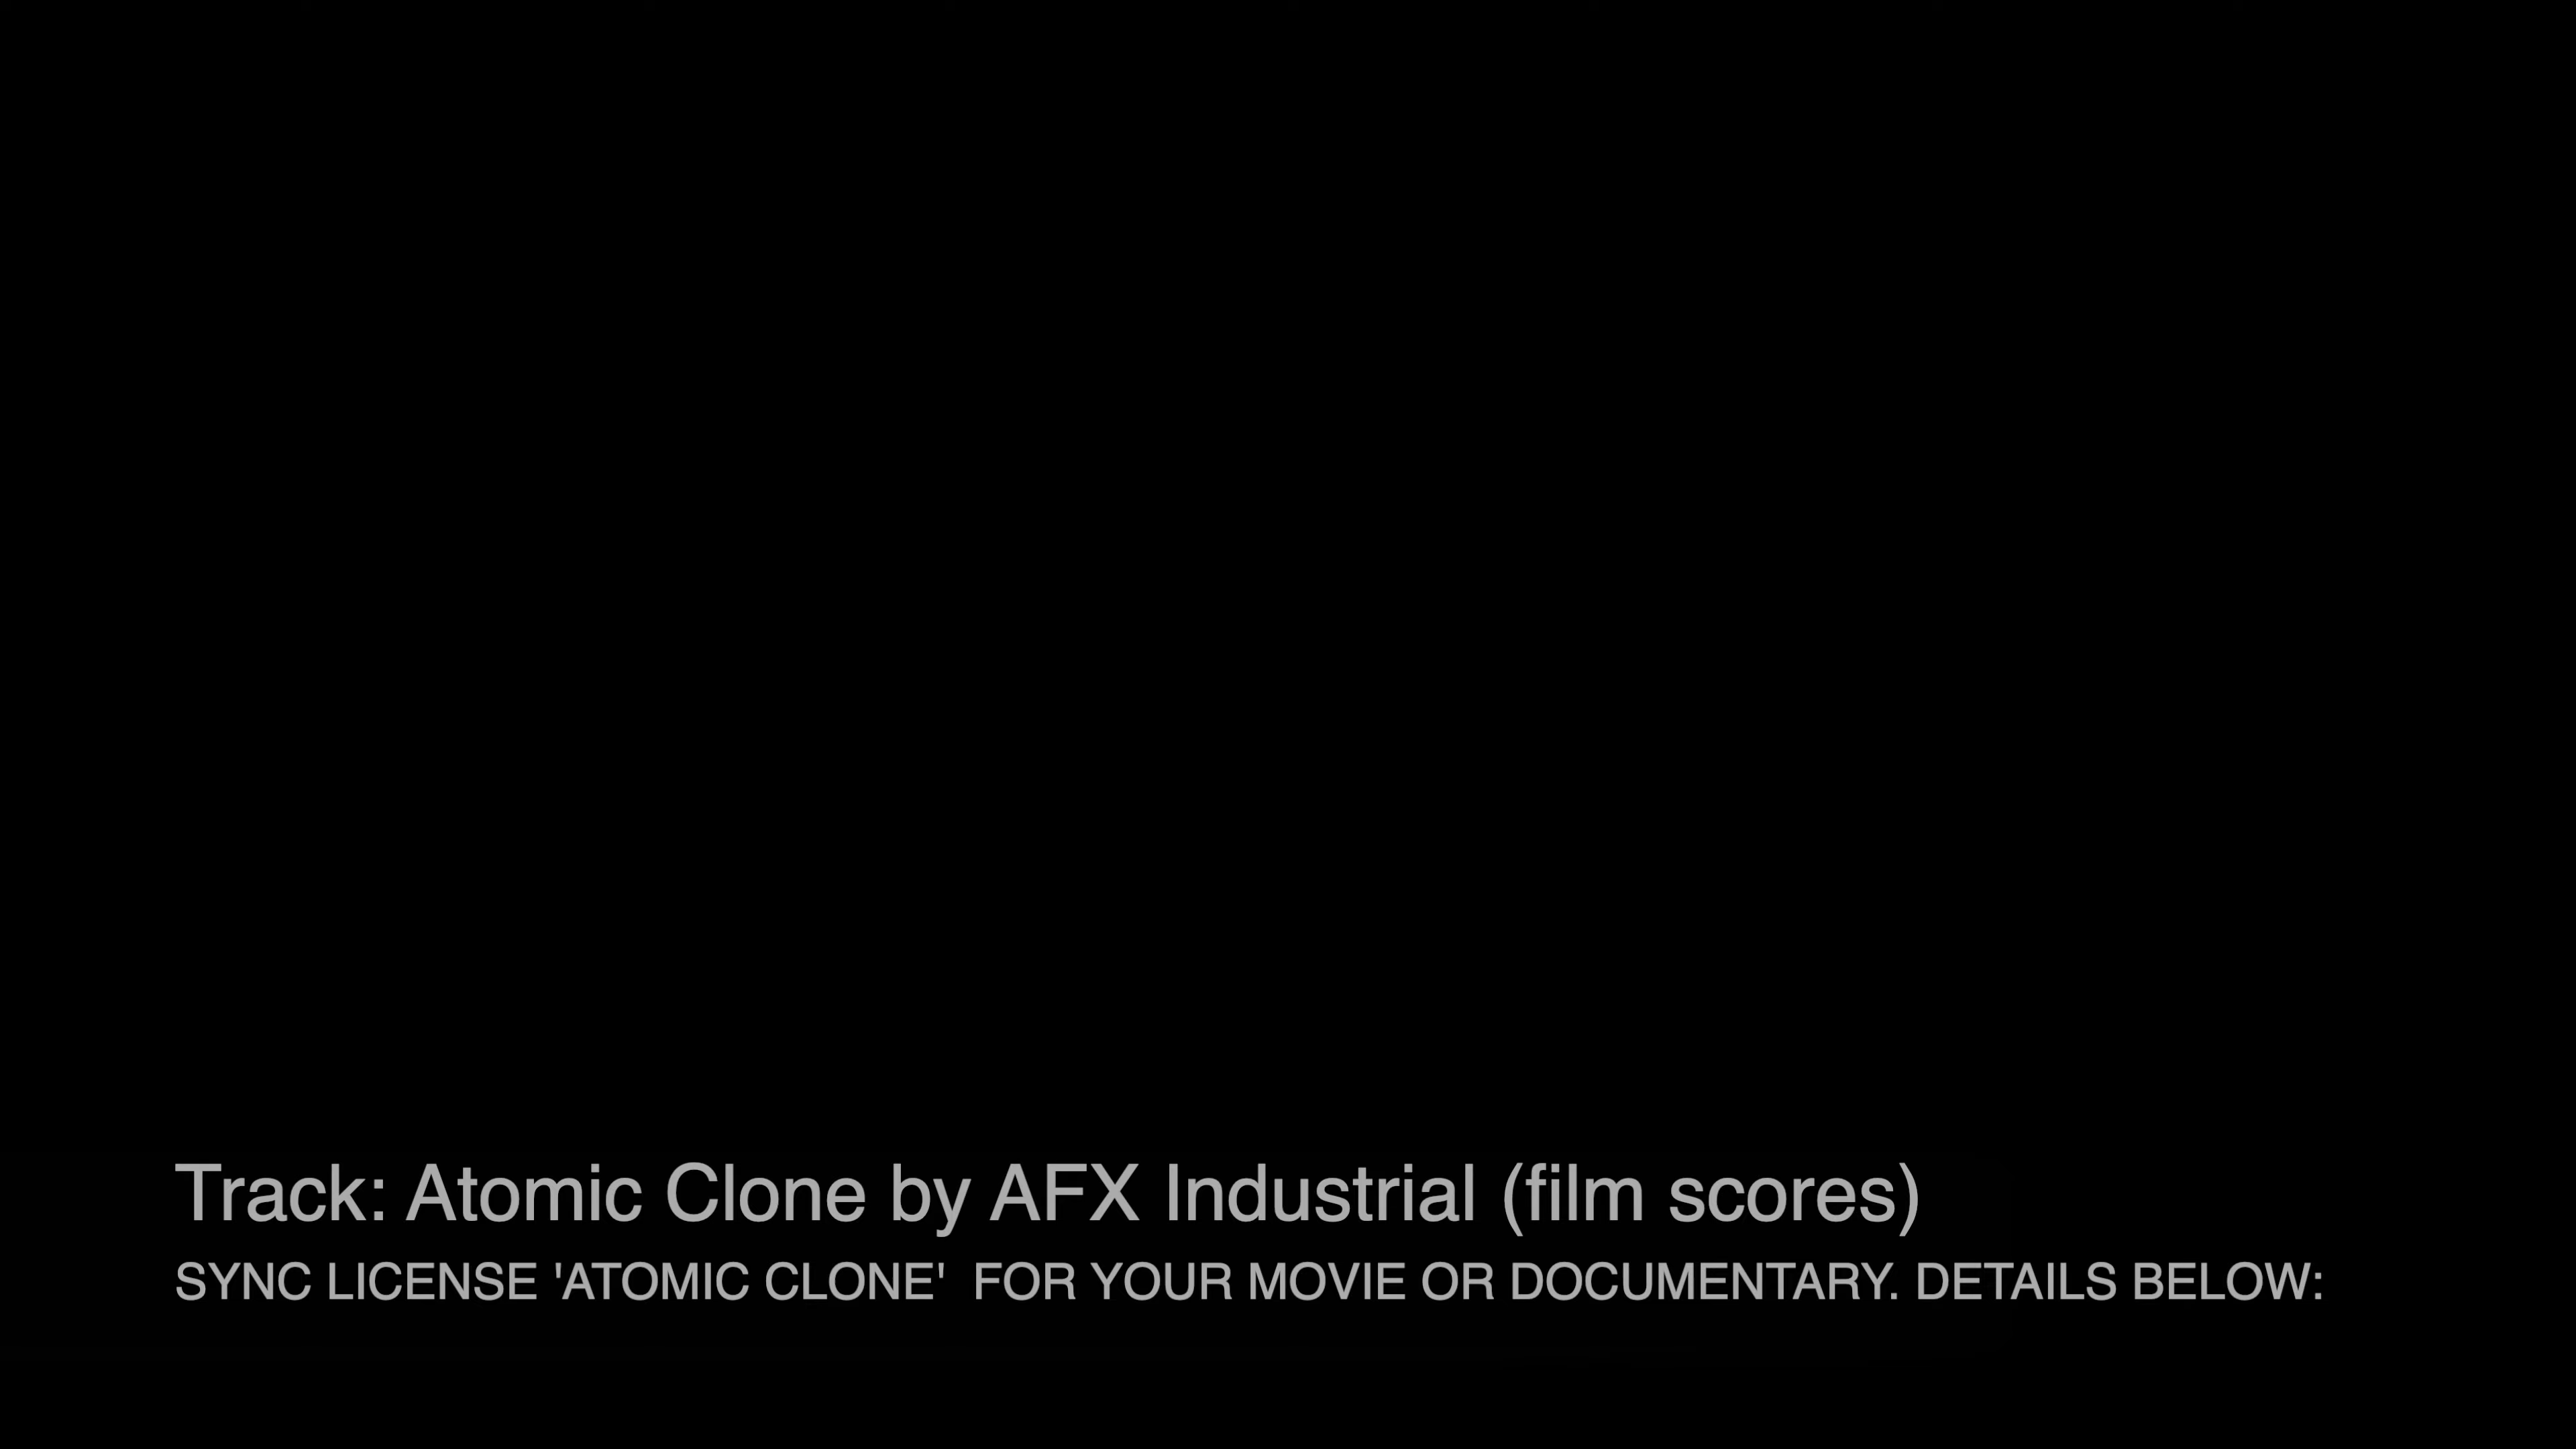 Track: Atomic Clone by AFX Industrial (film scores)
SYNC LICENSE 'ATOMIC CLONE'  FOR YOUR MOVIE OR DOCUMENTARY. DETAILS BELOW: